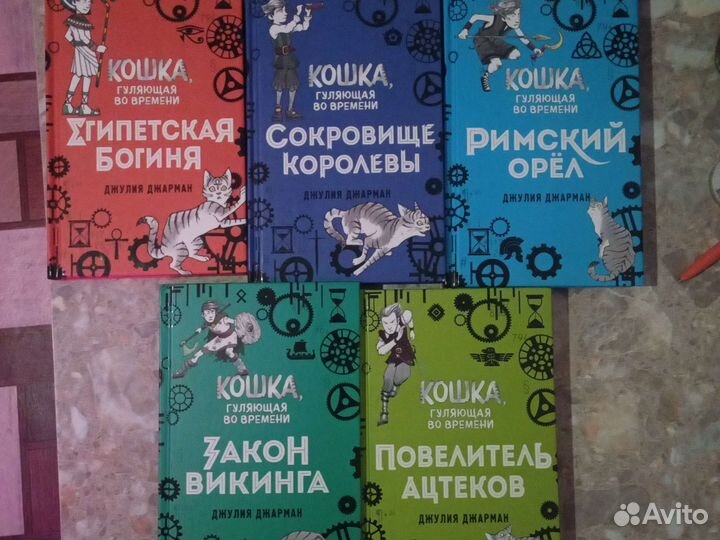 КОШКА,
ГУЛЯЮЩАЯ
ВО ВРЕМЕНИ
ЕГИПЕТСКАЯ
БОГИНЯ
ДЖУЛИЯ ДЖАРМАН
КОШКА,
ГУЛЯЮЩАЯ
ВО ВРЕМЕНИ
СОКРОВИЩЕ
КОРОЛЕВЫ
ДЖУЛИЯ ДЖАРМАН
КОШКА,
ГУЛЯЮЩАЯ
ВО ВРЕМЕНИ
РИМСКИЙ
ОРЁЛ
ДЖУЛИЯ ДЖАРМАН
КОШКА,
ГУЛЯЮЩАЯ
ВО ВРЕМЕНИ
ЗАКОН
ВИКИНГА
ДЖУЛИЯ ДЖАРМАН
КОШКА,
ГУЛЯЮЩАЯ
ВО ВРЕМЕНИ
ПОВЕЛИТЕЛЬ
АЦТЕКОВ
ДЖУЛИЯ ДЖАРМАН
Avito